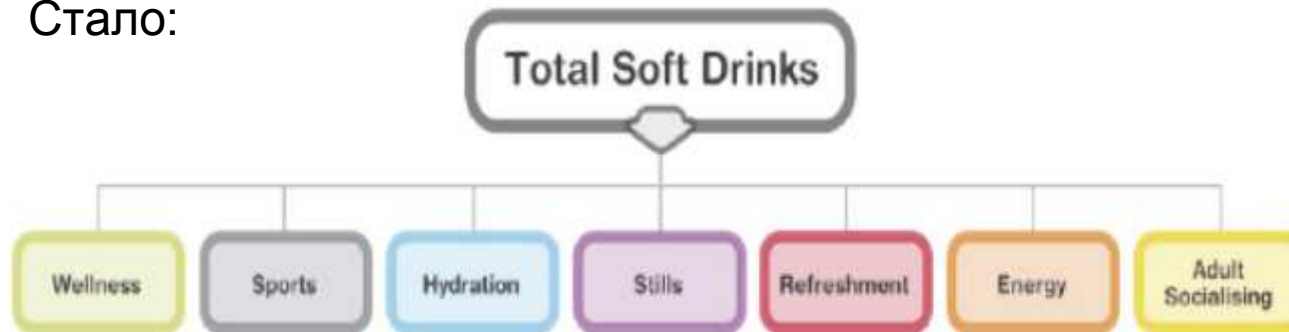 Стало:
Total Soft Drinks
Wellness
Sports
Hydration
Stills
Refreshment
Energy
Adult
Socialising